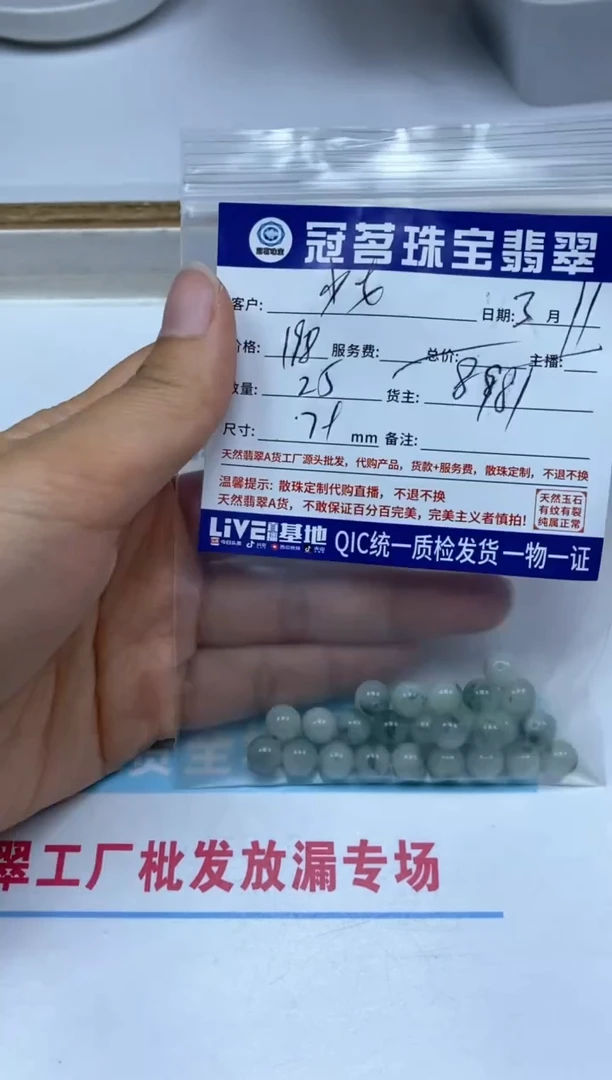 冠茗珠宝翡翠
客户: 日期: 3 月 11
价格: 198 服务费: 总价: 主播:
数量: 25 货主: 8981
尺寸: 7+ mm 备注:
天然翡翠A货工厂源头批发，代购产品，货款+服务费，散珠定制，不退不换
温馨提示: 散珠定制代购直播，不退不换
天然翡翠A货，不敢保证百分百完美，完美主义者慎拍!
天然玉石
有纹有裂
纯属正常
LiVE直播基地 QIC统一质检发货 一物一证
翠工厂批发放漏专场